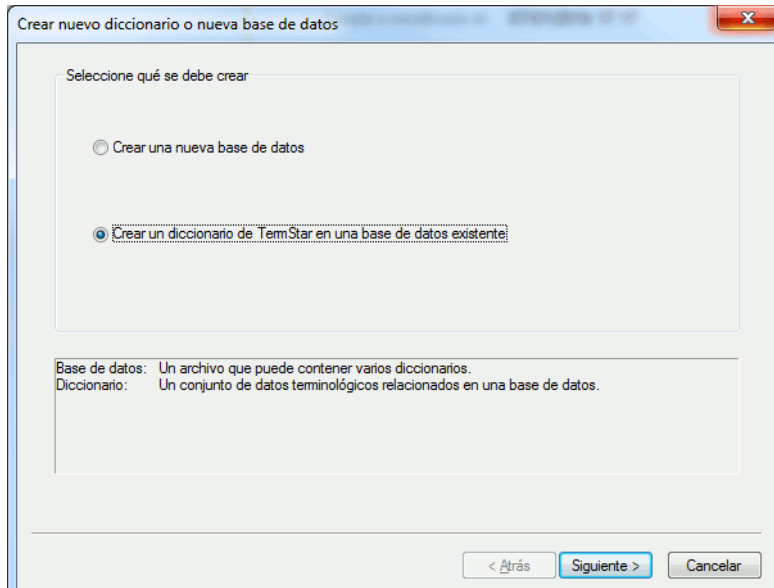 Crear nuevo diccionario o nueva base de datos
Seleccione qué se debe crear
Crear una nueva base de datos
Crear un diccionario de TermStar en una base de datos existente
Base de datos: Un archivo que puede contener varios diccionarios.
Diccionario: Un conjunto de datos terminológicos relacionados en una base de datos.
< Atrás
Siguiente >
Cancelar